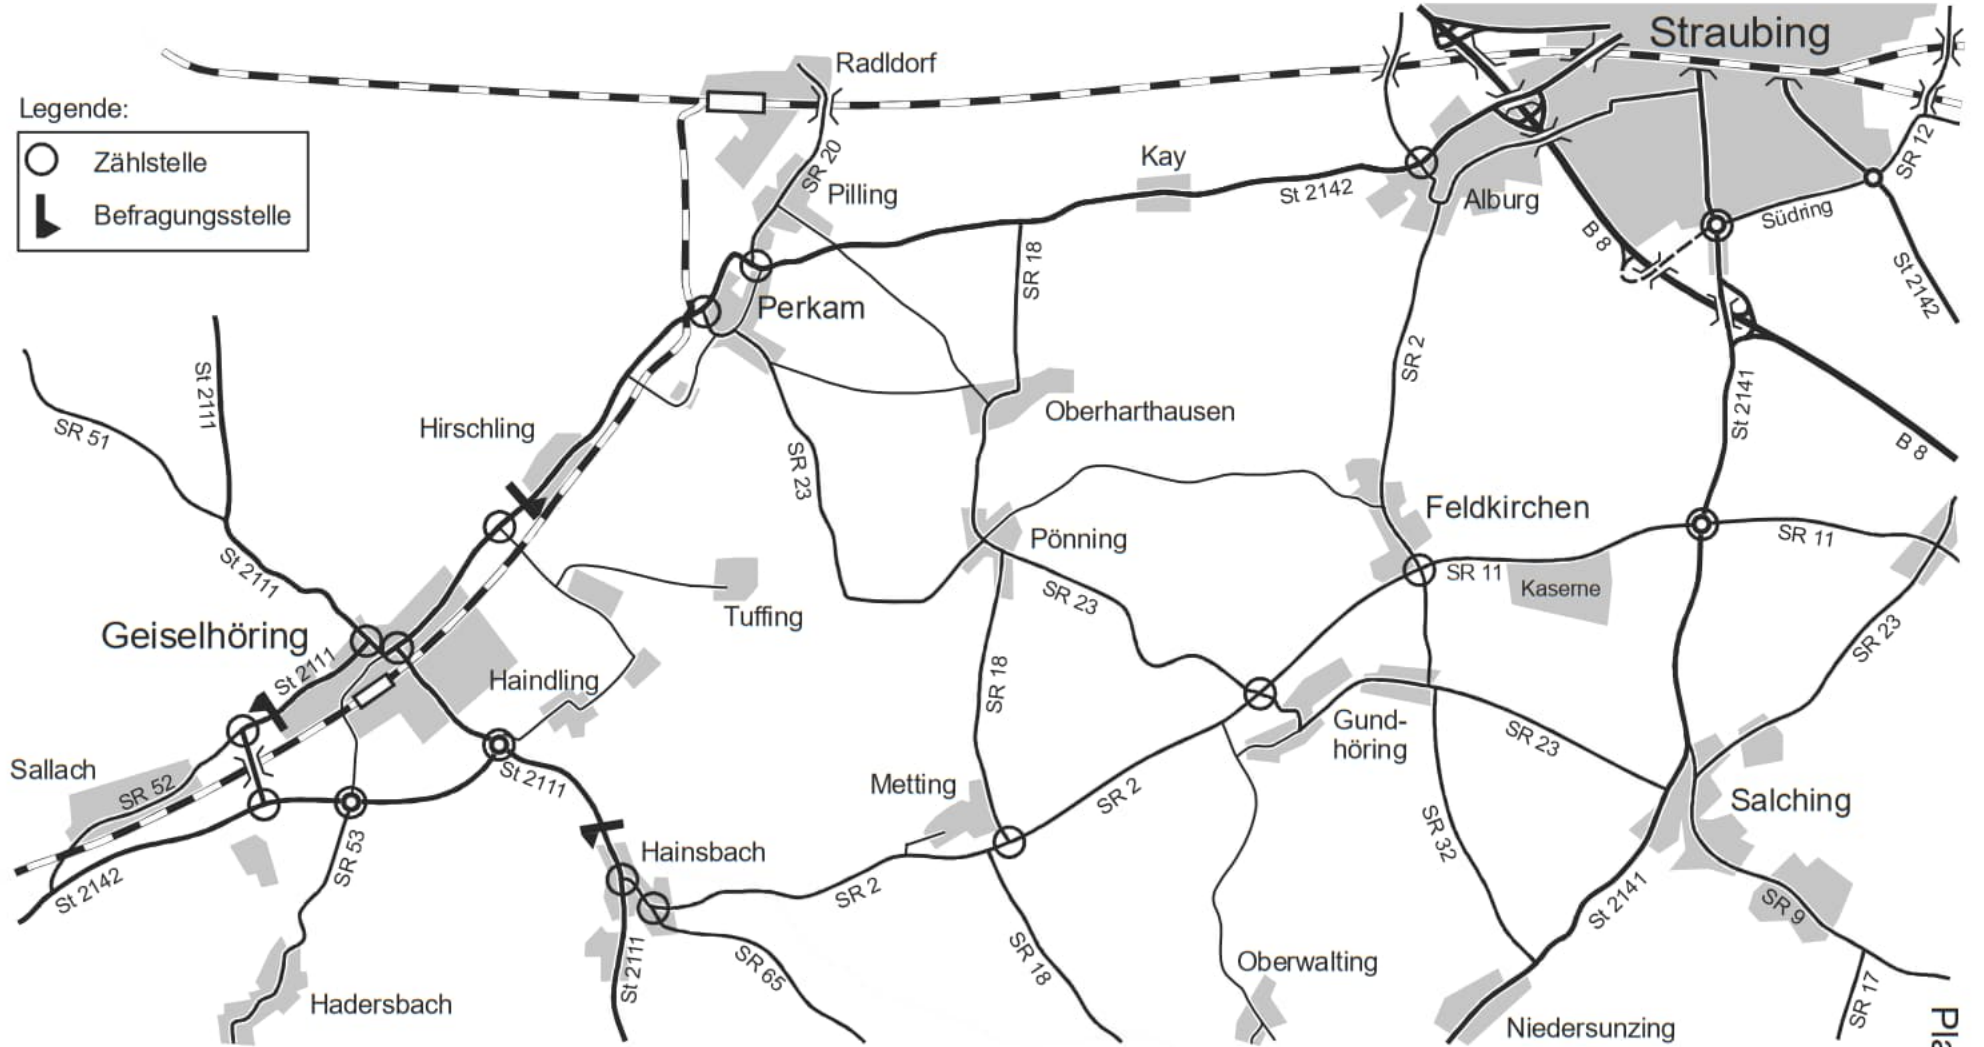 Straubing
Radldorf
Legende:
Zählstelle
Befragungsstelle
SR 12
SR 20
Kay
Pilling
St 2142
Alburg
Südring
B 8
St 2142
SR 18
Perkam
St 2111
SR 2
St 2141
SR 51
Hirschling
Oberharthausen
B 8
SR 23
Feldkirchen
Pönning
SR 11
St 2111
SR 11
Kaserne
SR 23
Tuffing
Geiselhöring
St 2111
SR 23
Haindling
SR 18
Gund-
höring
SR 23
Sallach
SR 52
St 2111
Metting
SR 2
Salching
SR 32
Hainsbach
SR 53
St 2142
SR 2
St 2141
SR 9
SR 18
Oberwalting
SR 65
St 2111
Hadersbach
SR 17
Niedersunzing